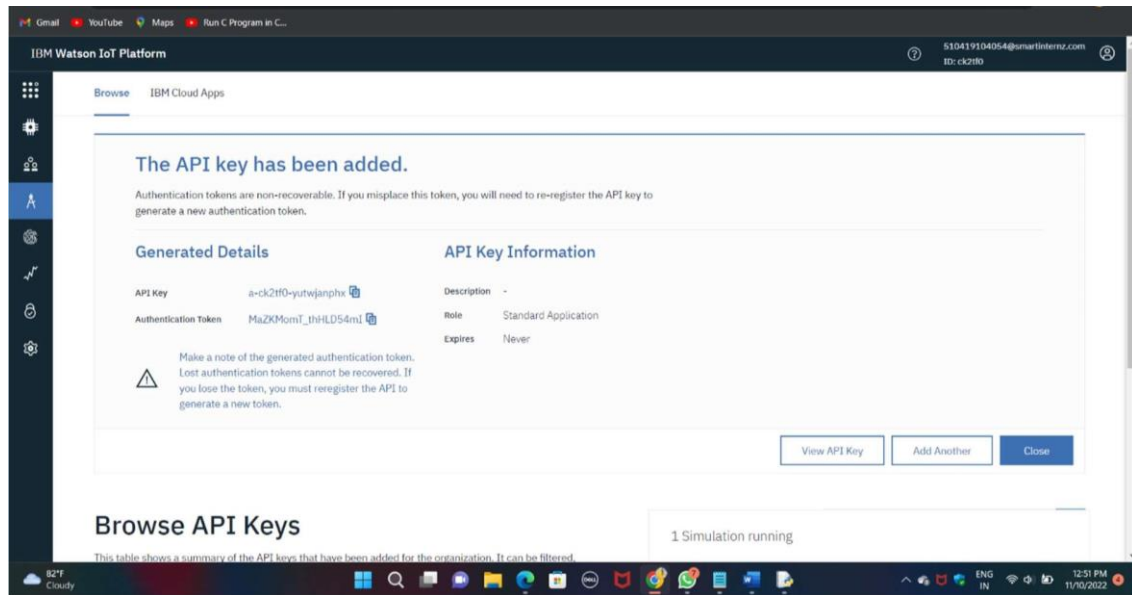 Gmail YouTube Maps Run C Program in C...
IBM Watson IoT Platform
510419104054@smartinternz.com
ID: ck2tf0
Browse IBM Cloud Apps
The API key has been added.
Authentication tokens are non-recoverable. If you misplace this token, you will need to re-register the API key to
generate a new authentication token.
Generated Details
API Key a-ck2tf0-yutwjanphx
Authentication Token MaZKMomT_thHLD54mI
Make a note of the generated authentication token.
Lost authentication tokens cannot be recovered. If
you lose the token, you must reregister the API to
generate a new token.
API Key Information
Description -
Role Standard Application
Expires Never
View API Key Add Another Close
Browse API Keys
This table shows a summary of the API keys that have been added for the organization. It can be filtered,
1 Simulation running
82°F
Cloudy
ENG
IN
12:51 PM
11/10/2022